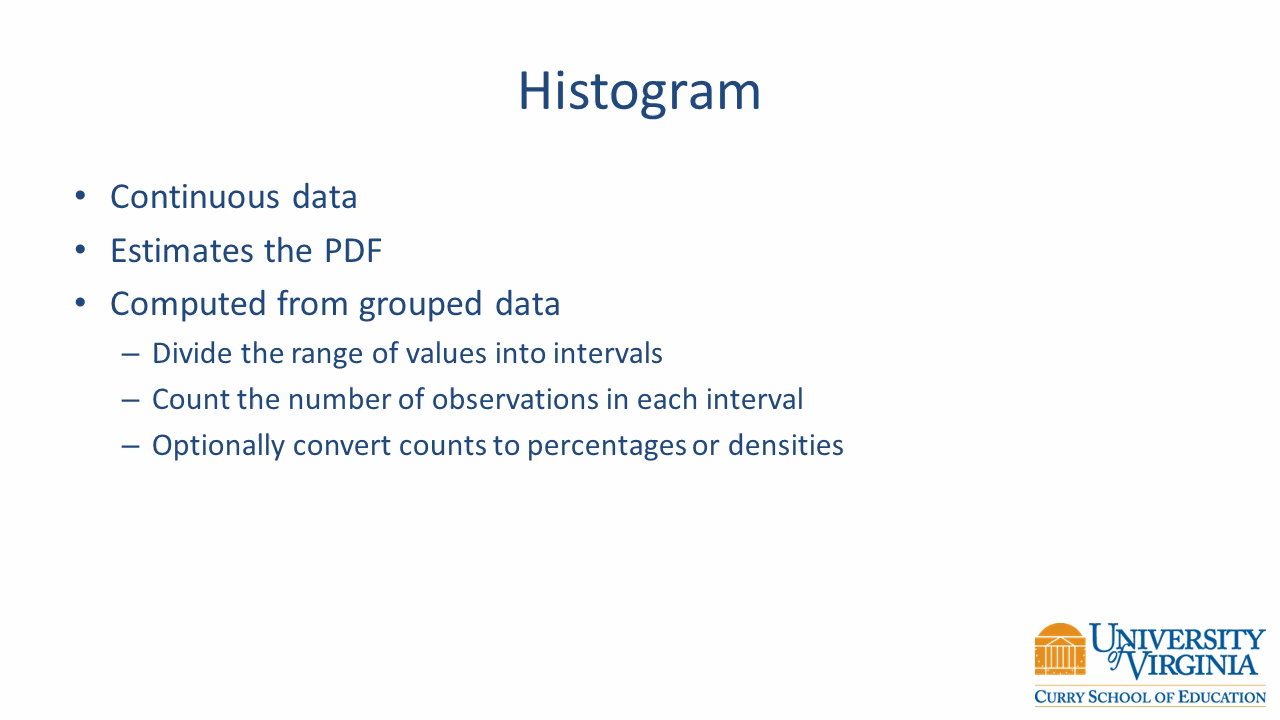 Histogram
• Continuous data
• Estimates the PDF
• Computed from grouped data
– Divide the range of values into intervals
– Count the number of observations in each interval
– Optionally convert counts to percentages or densities
UNIVERSITY
of VIRGINIA
CURRY SCHOOL OF EDUCATION